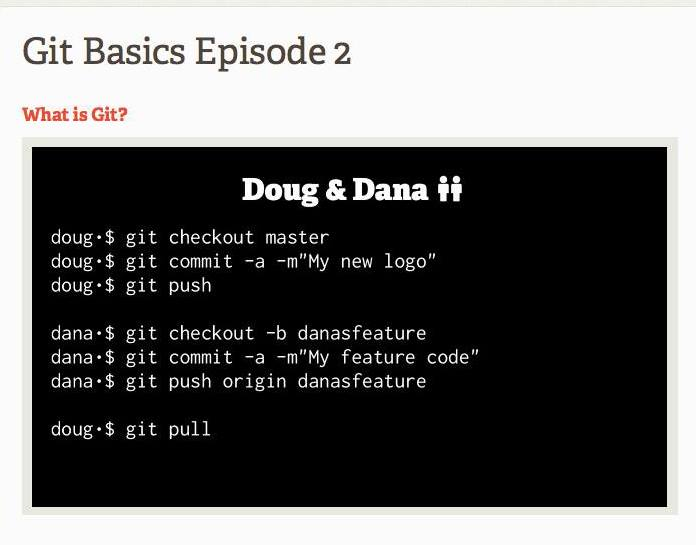 Git Basics Episode 2
What is Git?
Doug & Dana
doug·$ git checkout master
doug·$ git commit -a -m"My new logo"
doug·$ git push
dana·$ git checkout -b danasfeature
dana·$ git commit -a -m"My feature code"
dana·$ git push origin danasfeature
doug·$ git pull